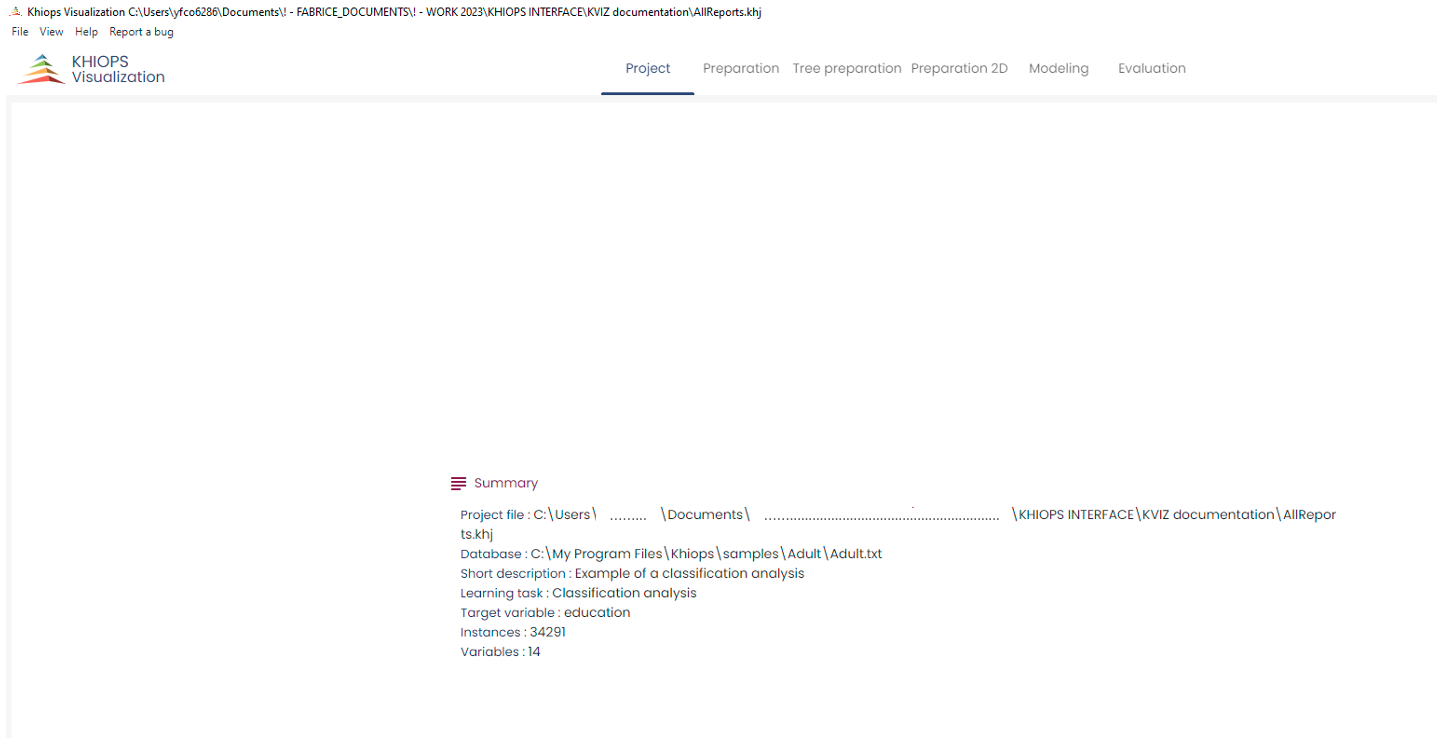 Khiops Visualization C:\Users\yfco6286\Documents\! - FABRICE_DOCUMENTS\! - WORK 2023\KHIOPS INTERFACE\KVIZ documentation\AllReports.khj
File View Help Report a bug
KHIOPS
Visualization
Project Preparation Tree preparation Preparation 2D Modeling Evaluation
Summary
Project file : C:\Users\ ......... \Documents\ ............................................................... \KHIOPS INTERFACE\KVIZ documentation\AllRepor
ts.khj
Database : C:\My Program Files\Khiops\samples\Adult\Adult.txt
Short description : Example of a classification analysis
Learning task : Classification analysis
Target variable : education
Instances : 34291
Variables : 14